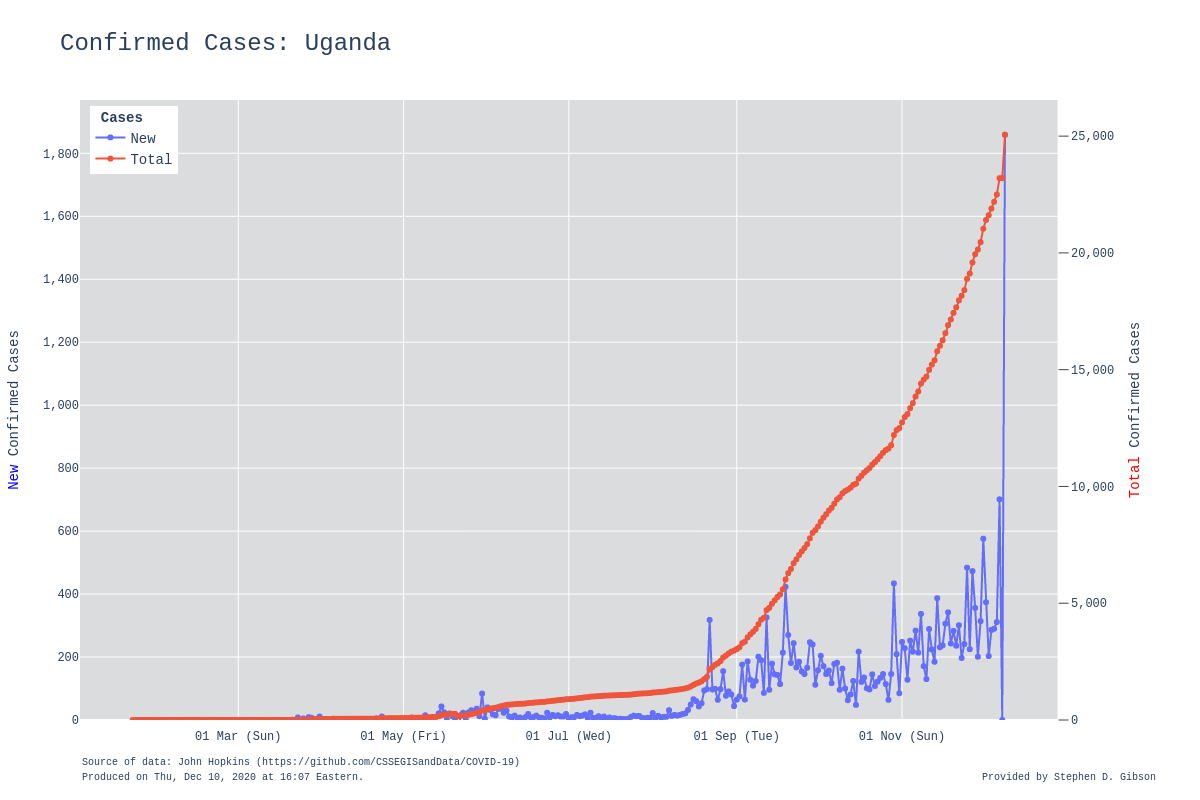 Confirmed Cases: Uganda
Cases
New
Total
1,800
1,600
1,400
1,200
1,000
800
600
400
200
0
New Confirmed Cases
25,000
20,000
15,000
10,000
5,000
0
Total Confirmed Cases
01 Mar (Sun)
01 May (Fri)
01 Jul (Wed)
01 Sep (Tue)
01 Nov (Sun)
Source of data: John Hopkins (https://github.com/CSSEGISandData/COVID-19)
Produced on Thu, Dec 10, 2020 at 16:07 Eastern.
Provided by Stephen D. Gibson